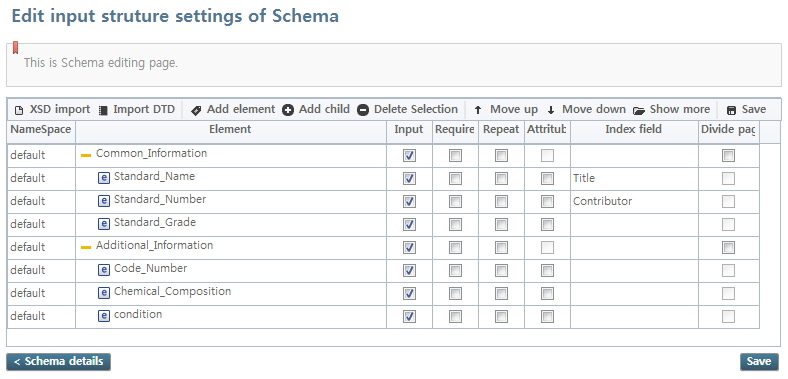 Edit input struture settings of Schema
This is Schema editing page.
XSD import Import DTD Add element Add child Delete Selection Move up Move down Show more Save
NameSpace Element Input Require Repeat Attritub Index field Divide pag
default Common_Information
default e Standard_Name Title
default e Standard_Number Contributor
default e Standard_Grade
default Additional_Information
default e Code_Number
default e Chemical_Composition
default e condition
< Schema details Save